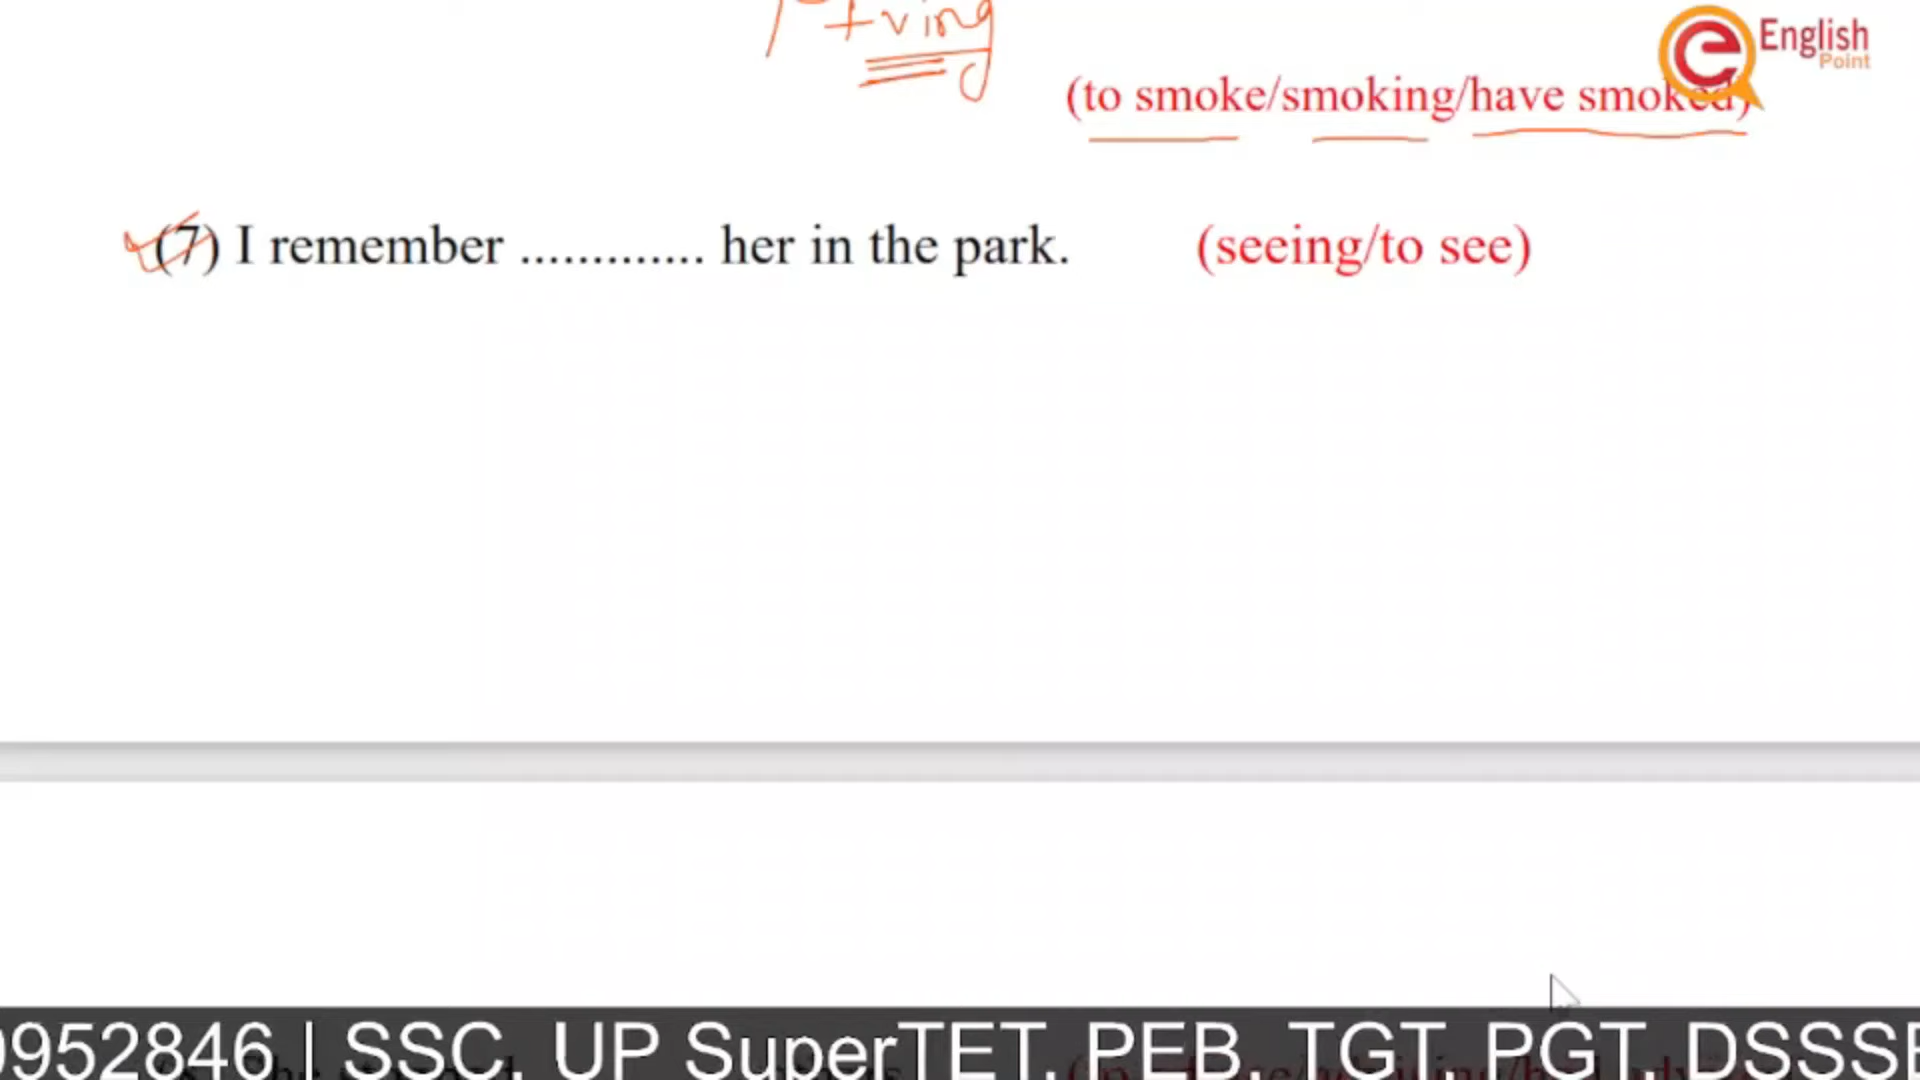 +ving
English
Point
(to smoke/smoking/have smoked)
(7) I remember ............. her in the park. (seeing/to see)
9952846 | SSC, UP SuperTET, PEB, TGT, PGT, DSSSB